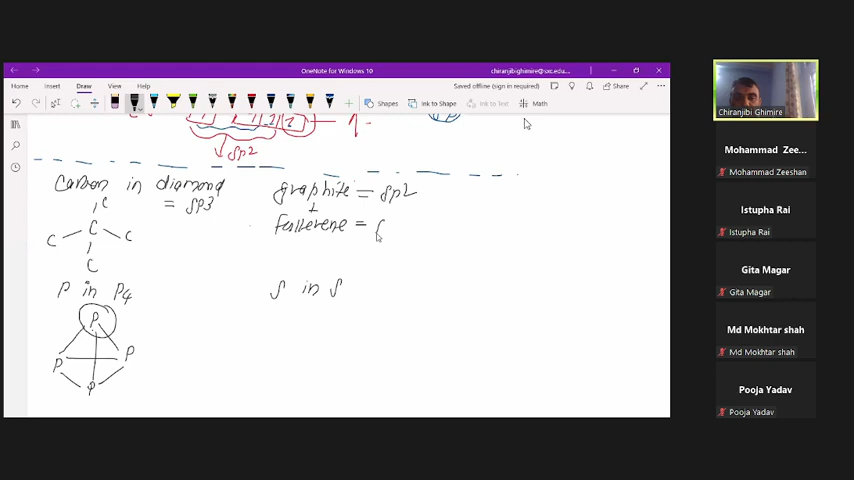 OneNote for Windows 10
chiranjibighimire@sxc.edu...
Home Insert Draw View Help
Saved offline (sign in required) Share
Shapes Ink to Shape Ink to Text Math
sp2
Carbon in diamond
= sp3
graphite = sp2
+
fullerene = (
C
C C C
C
P in P4
S in S
P
P P
P
Chiranjibi Ghimire
Mohammad Zee...
Mohammad Zeeshan
Istupha Rai
Istupha Rai
Gita Magar
Gita Magar
Md Mokhtar shah
Md Mokhtar shah
Pooja Yadav
Pooja Yadav